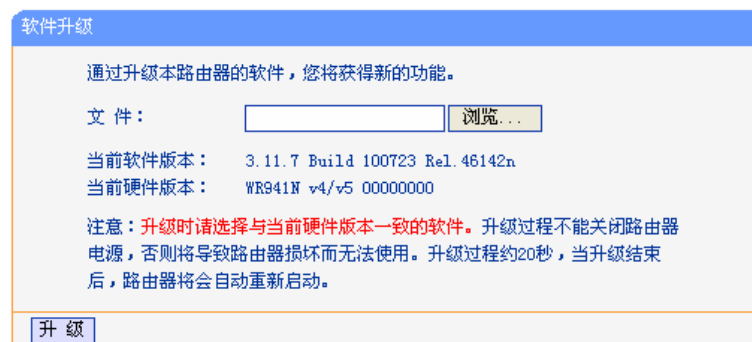 软件升级
通过升级本路由器的软件，您将获得新的功能。
文 件：
浏览...
当前软件版本： 3.11.7 Build 100723 Rel.46142n
当前硬件版本： WR941N v4/v5 00000000
注意：升级时请选择与当前硬件版本一致的软件。升级过程不能关闭路由器
电源，否则将导致路由器损坏而无法使用。升级过程约20秒，当升级结束
后，路由器将会自动重新启动。
升 级